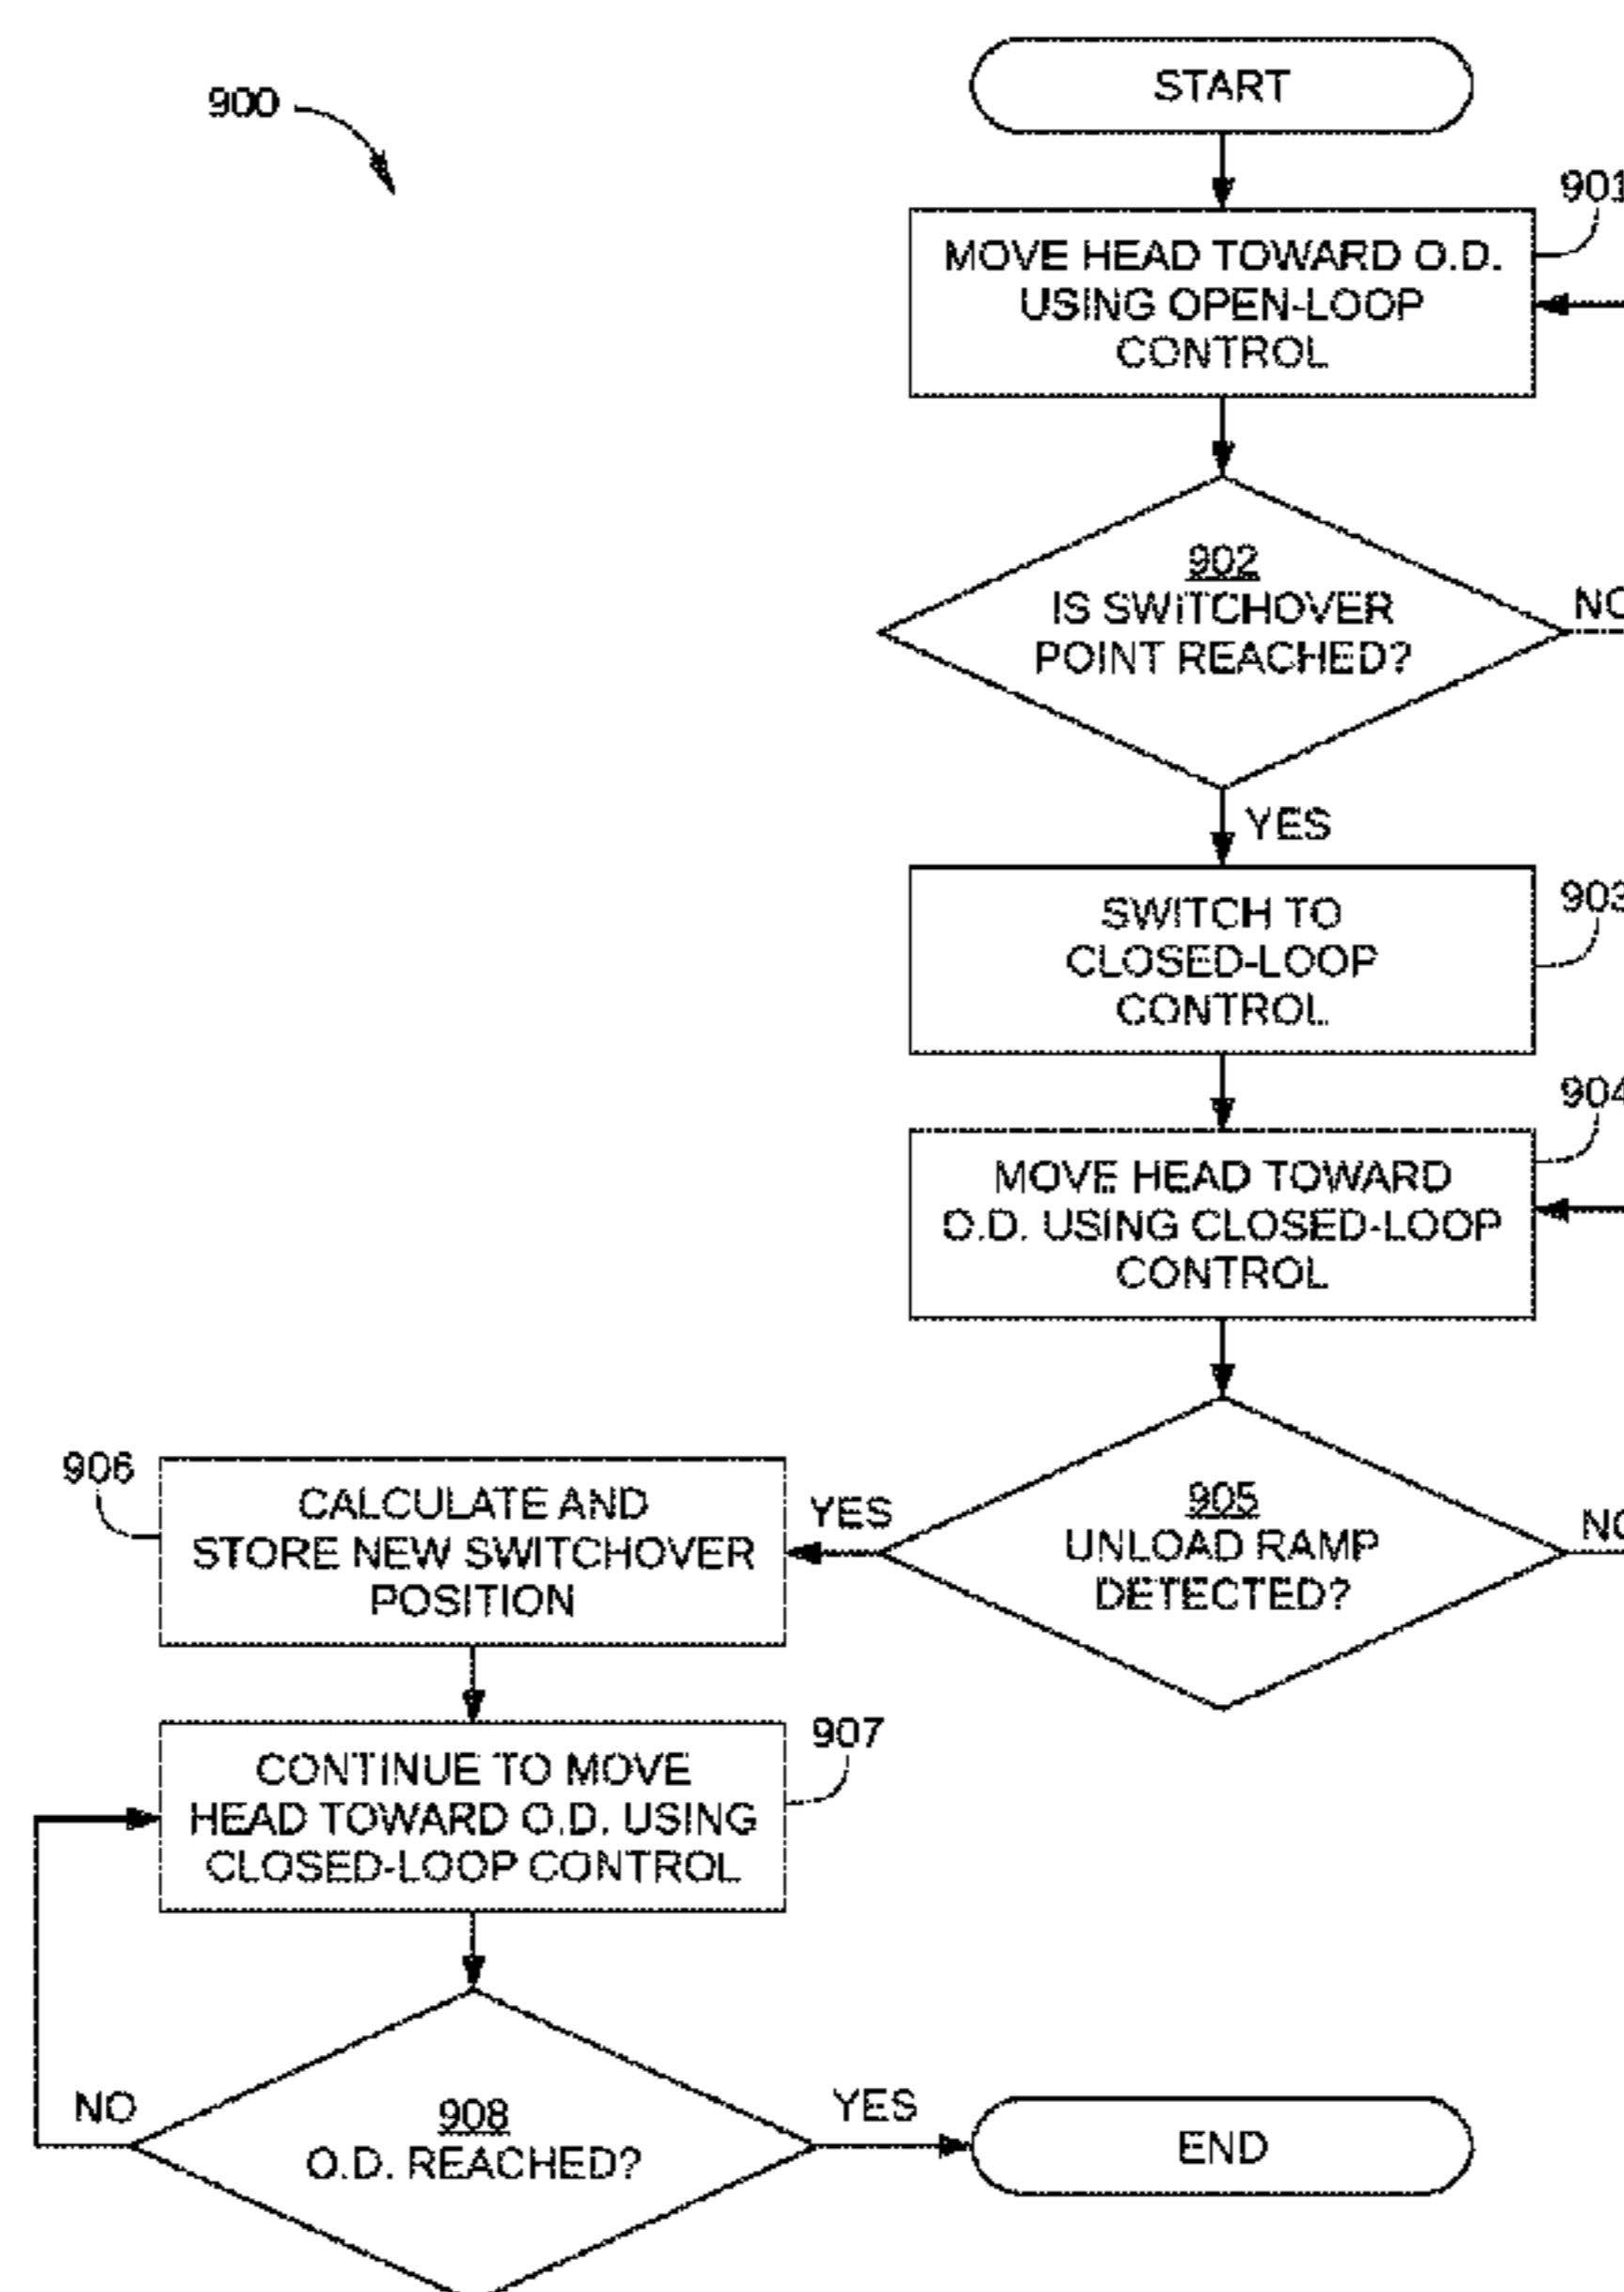 900
START
901
MOVE HEAD TOWARD O.D.
USING OPEN-LOOP
CONTROL
902
IS SWITCHOVER
POINT REACHED?
NO
YES
903
SWITCH TO
CLOSED-LOOP
CONTROL
904
MOVE HEAD TOWARD
O.D. USING CLOSED-LOOP
CONTROL
906
CALCULATE AND
STORE NEW SWITCHOVER
POSITION
YES
905
UNLOAD RAMP
DETECTED?
NO
907
CONTINUE TO MOVE
HEAD TOWARD O.D. USING
CLOSED-LOOP CONTROL
NO
908
O.D. REACHED?
YES
END